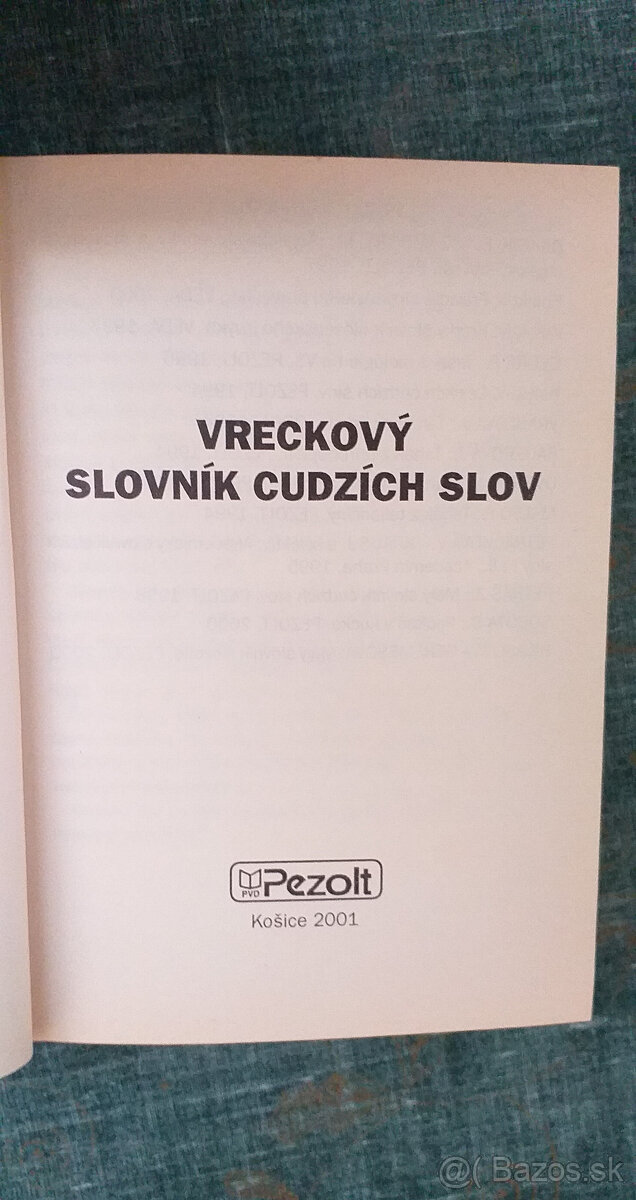 VRECKOVÝ
SLOVNÍK CUDZÍCH SLOV
PVD Pezolt
Košice 2001
@( Bazos.sk